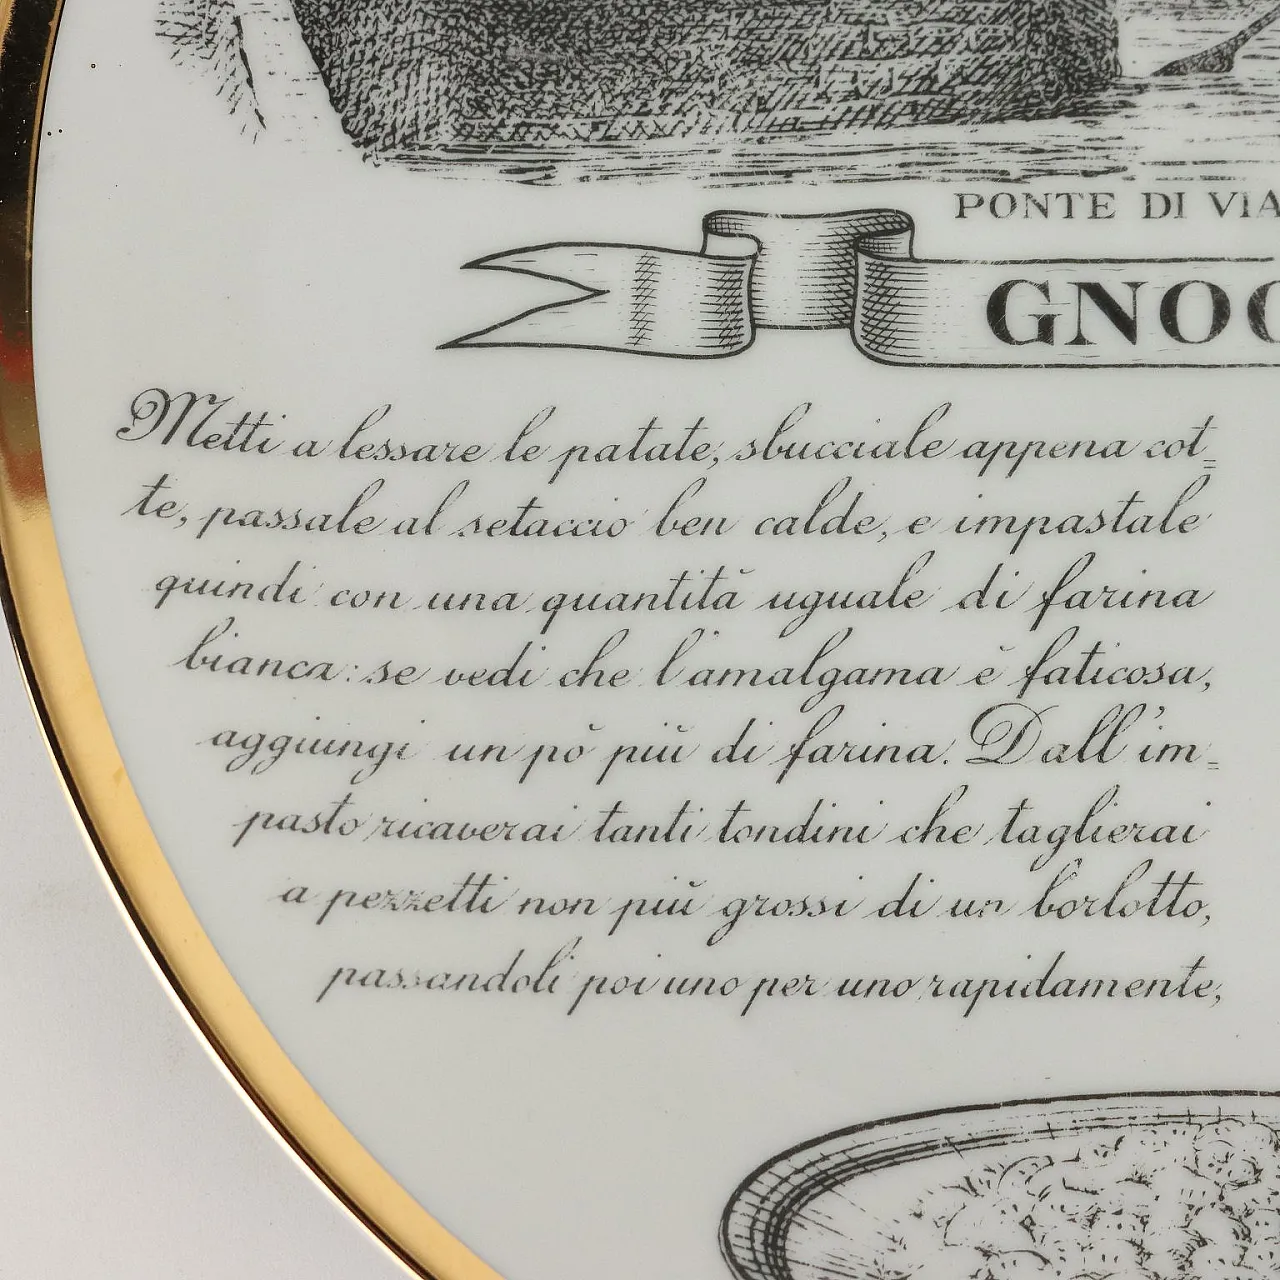 PONTE DI VIA
GNOC
Metti a lessare le patate, sbucciale appena cot=
te, passale al setaccio ben calde, e impastale
quindi con una quantità uguale di farina
bianca: se vedi che l'amalgama è faticosa,
aggiungi un pò più di farina. Dall'im=
pasto ricaverai tanti tondini che taglierai
a pezzetti non più grossi di un borlotto,
passandoli poi uno per uno rapidamente,